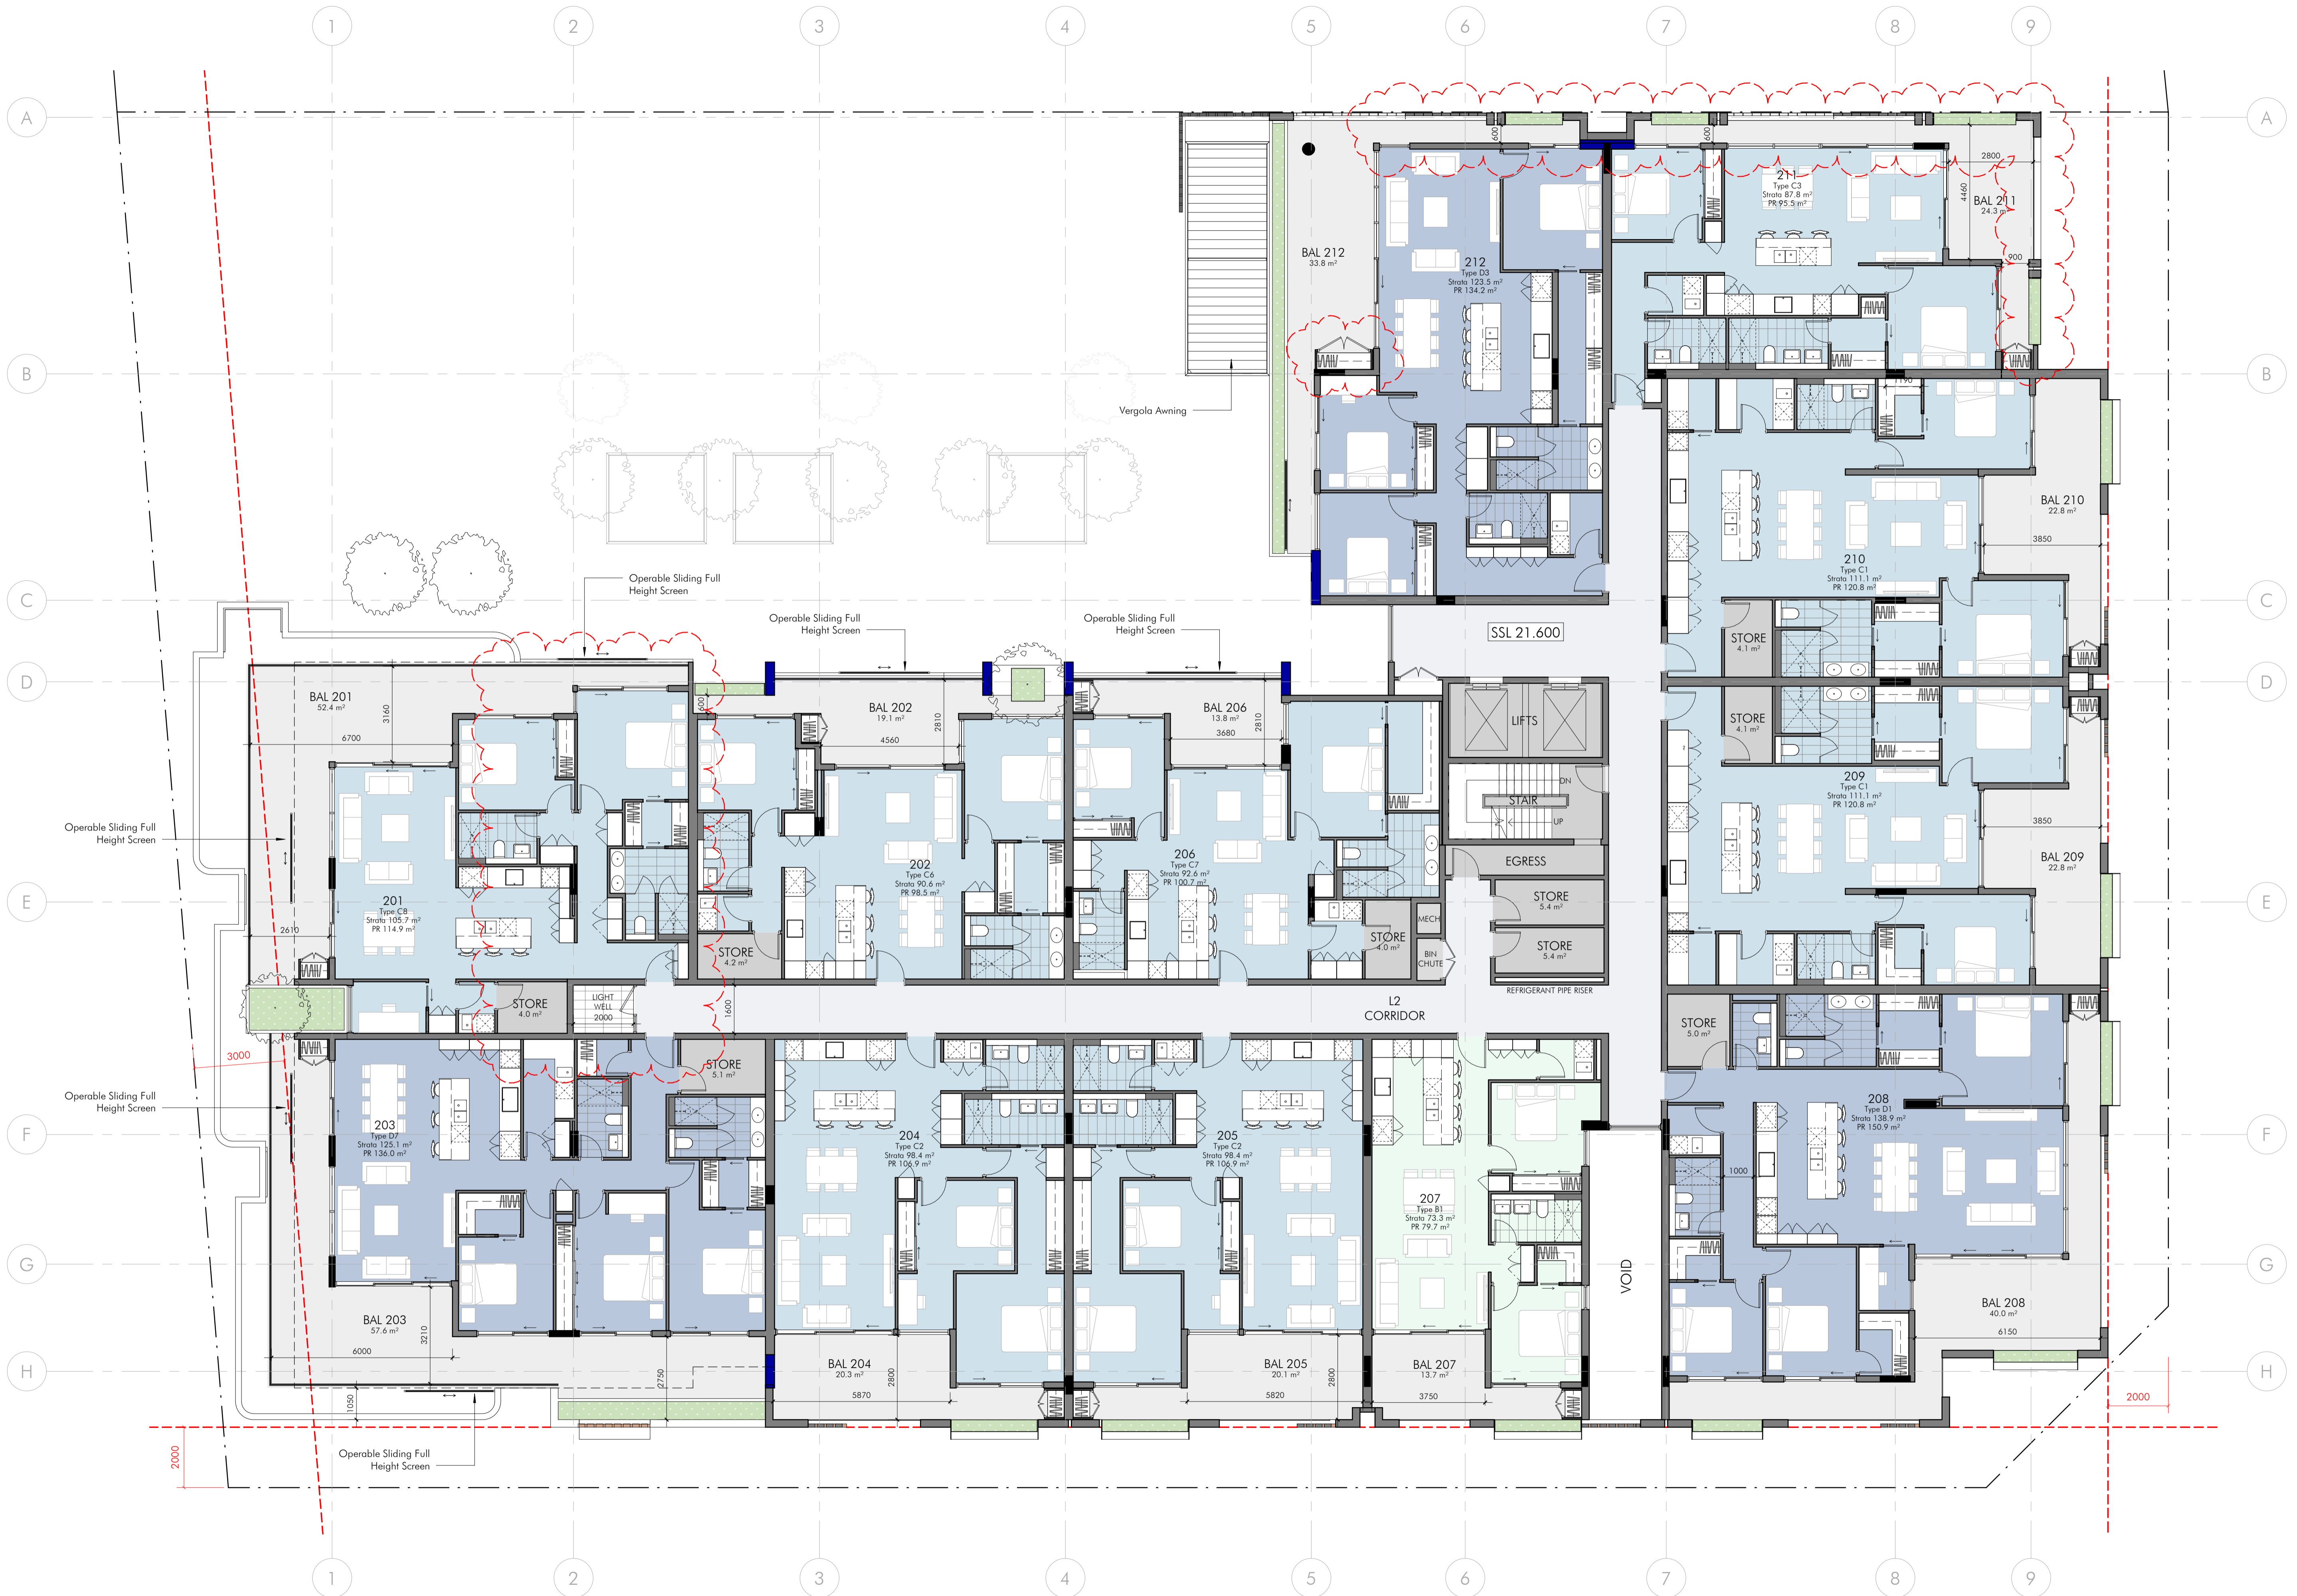 1 2 3 4 5 6 7 8 9
A A
600
600
2800
211
Type C3
Strata 87.8 m²
PR 95.5 m²
4460
BAL 211
24.3 m²
BAL 212
33.8 m²
212
Type D3
Strata 123.5 m²
PR 134.2 m²
900
B B
1190
Vergola Awning
BAL 210
22.8 m²
3850
210
Type C1
Strata 111.1 m²
PR 120.8 m²
Operable Sliding Full
Height Screen
C C
Operable Sliding Full
Height Screen
Operable Sliding Full
Height Screen
SSL 21.600
STORE
4.1 m²
D D
BAL 201
52.4 m²
3160
6700
600
BAL 202
19.1 m²
2810
4560
BAL 206
13.8 m²
2810
3680
LIFTS
STORE
4.1 m²
DN
STAIR
UP
209
Type C1
Strata 111.1 m²
PR 120.8 m²
3850
BAL 209
22.8 m²
Operable Sliding Full
Height Screen
202
Type C6
Strata 90.6 m²
PR 98.5 m²
206
Type C7
Strata 92.6 m²
PR 100.7 m²
EGRESS
E E
201
Type C8
Strata 105.7 m²
PR 114.9 m²
2610
STORE
5.4 m²
MECH
STORE
4.2 m²
STORE
4.0 m²
BIN
CHUTE
STORE
5.4 m²
REFRIGERANT PIPE RISER
STORE
4.0 m²
LIGHT
WELL
2000
1600
L2
CORRIDOR
STORE
5.0 m²
3000
STORE
5.1 m²
Operable Sliding Full
Height Screen
F F
203
Type D7
Strata 125.1 m²
PR 136.0 m²
204
Type C2
Strata 98.4 m²
PR 106.9 m²
205
Type C2
Strata 98.4 m²
PR 106.9 m²
208
Type D1
Strata 138.9 m²
PR 150.9 m²
1000
207
Type B1
Strata 73.3 m²
PR 79.7 m²
G G
VOID
BAL 203
57.6 m²
3210
6000
BAL 208
40.0 m²
6150
H H
2750
BAL 204
20.3 m²
2800
5870
BAL 205
20.1 m²
2800
5820
BAL 207
13.7 m²
3750
1050
2000
2000
Operable Sliding Full
Height Screen
1 2 3 4 5 6 7 8 9